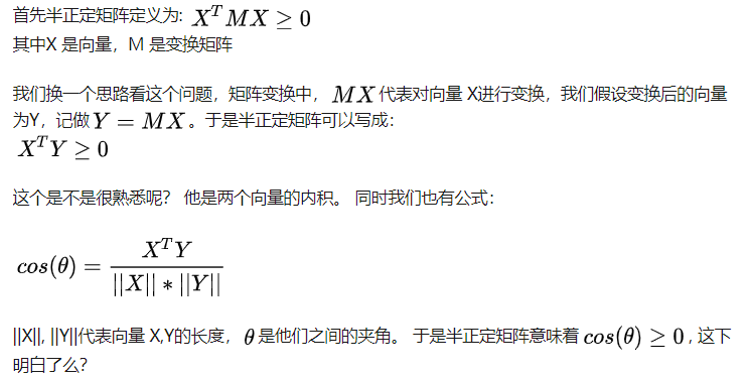 首先半正定矩阵定义为: X^T MX ≥ 0
其中X 是向量，M 是变换矩阵
我们换一个思路看这个问题，矩阵变换中， MX 代表对向量 X进行变换，我们假设变换后的向量
为Y，记做 Y = MX 。于是半正定矩阵可以写成：
X^T Y ≥ 0
这个是不是很熟悉呢？ 他是两个向量的内积。 同时我们也有公式：
cos(θ) = X^T Y / ||X|| * ||Y||
||X||, ||Y||代表向量 X,Y的长度， θ 是他们之间的夹角。 于是半正定矩阵意味着 cos(θ) ≥ 0 , 这下
明白了么？